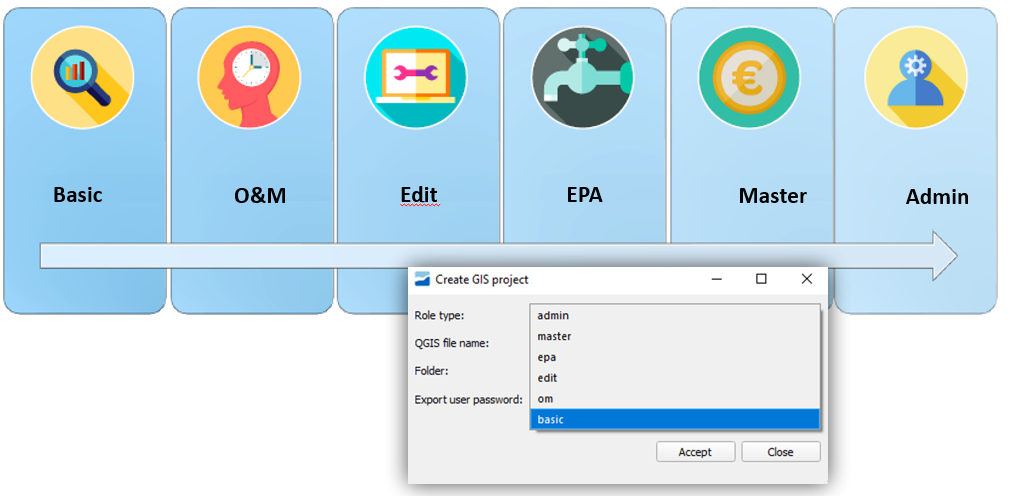 Basic
O&M
Edit
EPA
Master
Admin
Create GIS project
Role type:
admin
master
QGIS file name:
epa
Folder:
edit
Export user password:
om
basic
Accept
Close